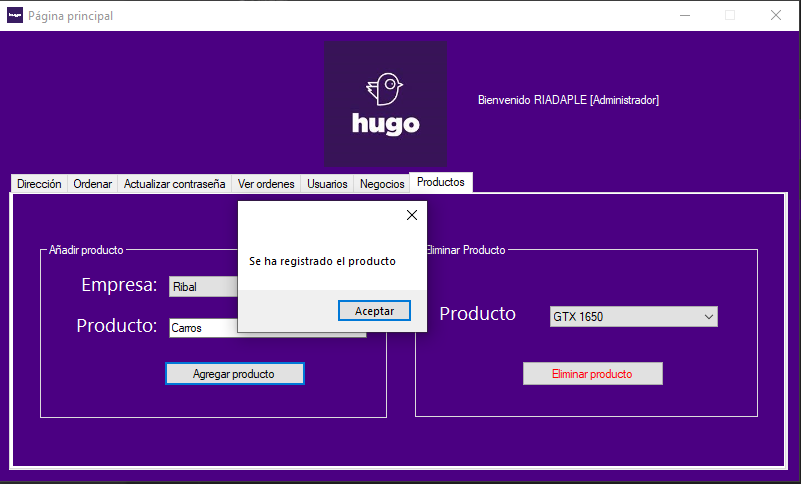 hugo Página principal
hugo
Bienvenido RIADAPLE [Administrador]
Dirección Ordenar Actualizar contraseña Ver ordenes Usuarios Negocios Productos
Añadir producto
Empresa: Ribal
Producto: Carros
Agregar producto
Se ha registrado el producto
Aceptar
Eliminar Producto
Producto GTX 1650
Eliminar producto